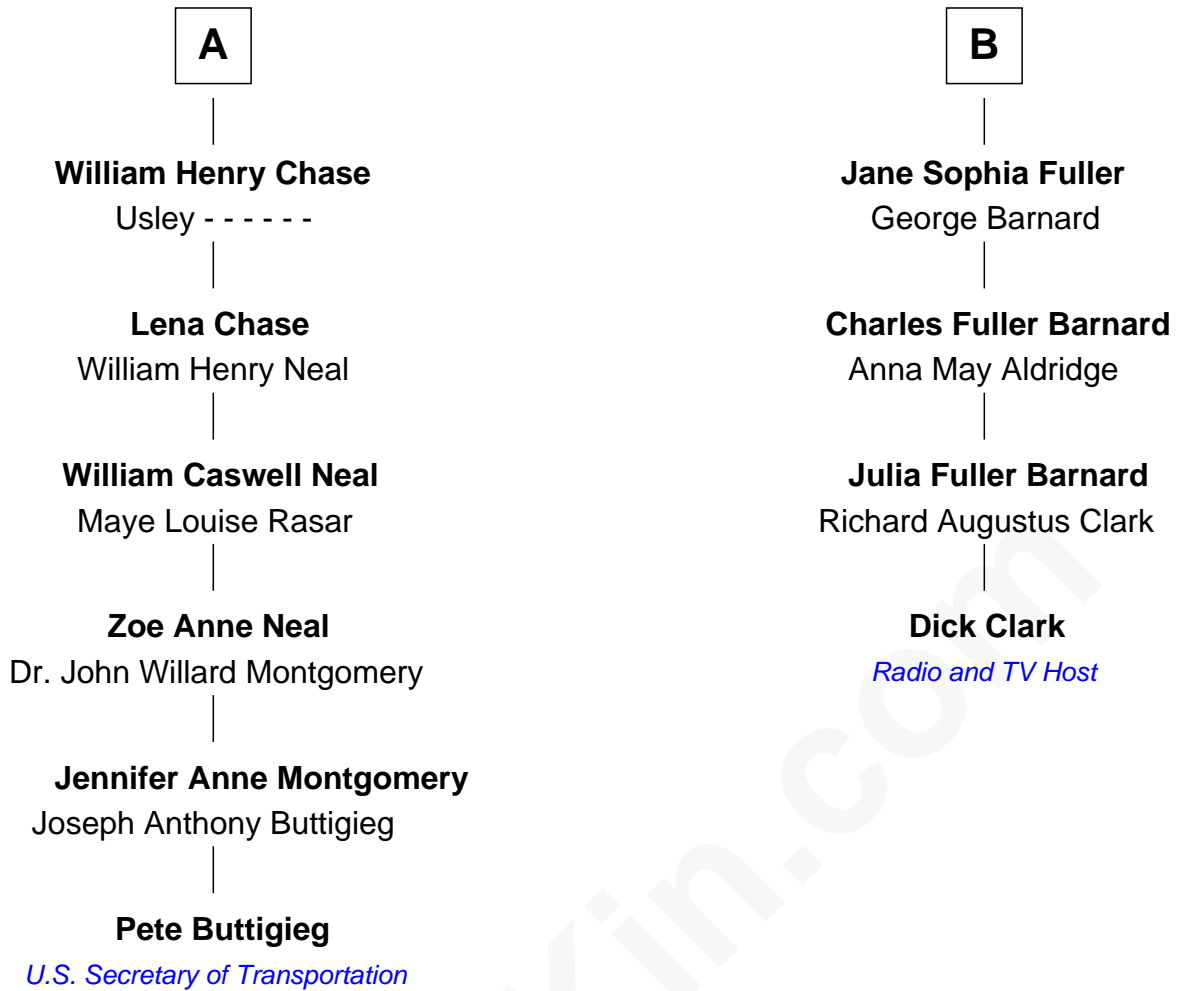 A
William Henry Chase
Usley - - - - - -
Lena Chase
William Henry Neal
William Caswell Neal
Maye Louise Rasar
Zoe Anne Neal
Dr. John Willard Montgomery
Jennifer Anne Montgomery
Joseph Anthony Buttigieg
Pete Buttigieg
U.S. Secretary of Transportation
B
Jane Sophia Fuller
George Barnard
Charles Fuller Barnard
Anna May Aldridge
Julia Fuller Barnard
Richard Augustus Clark
Dick Clark
Radio and TV Host
kin.com